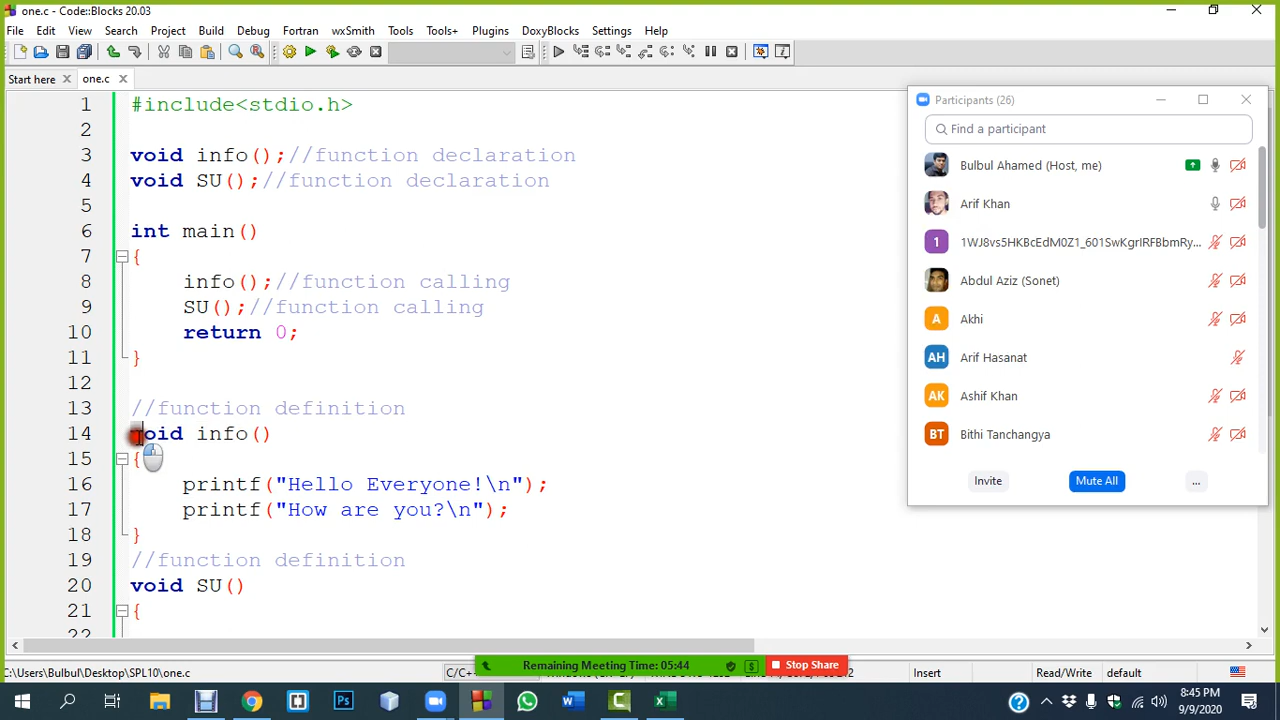 one.c - Code::Blocks 20.03
File Edit View Search Project Build Debug Fortran wxSmith Tools Tools+ Plugins DoxyBlocks Settings Help
Start here one.c
1 #include<stdio.h>
2
3 void info();//function declaration
4 void SU();//function declaration
5
6 int main()
7 {
8 info();//function calling
9 SU();//function calling
10 return 0;
11 }
12
13 //function definition
14 void info()
15 {
16 printf("Hello Everyone!\n");
17 printf("How are you?\n");
18 }
19 //function definition
20 void SU()
21 {
22
Participants (26)
Find a participant
Bulbul Ahamed (Host, me)
Arif Khan
1 1WJ8vs5HKBcEdM0Z1_601SwKgrIRFBbmRy...
Abdul Aziz (Sonet)
A Akhi
AH Arif Hasanat
AK Ashif Khan
BT Bithi Tanchangya
Invite Mute All ...
Remaining Meeting Time: 05:44 Stop Share
C:\Users\Bulbul\Desktop\SPL10\one.c C/C++ Insert Read/Write default
Ps
8:45 PM
9/9/2020